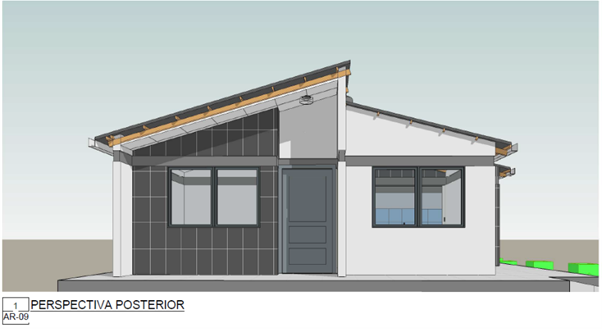 1 PERSPECTIVA POSTERIOR
AR-09